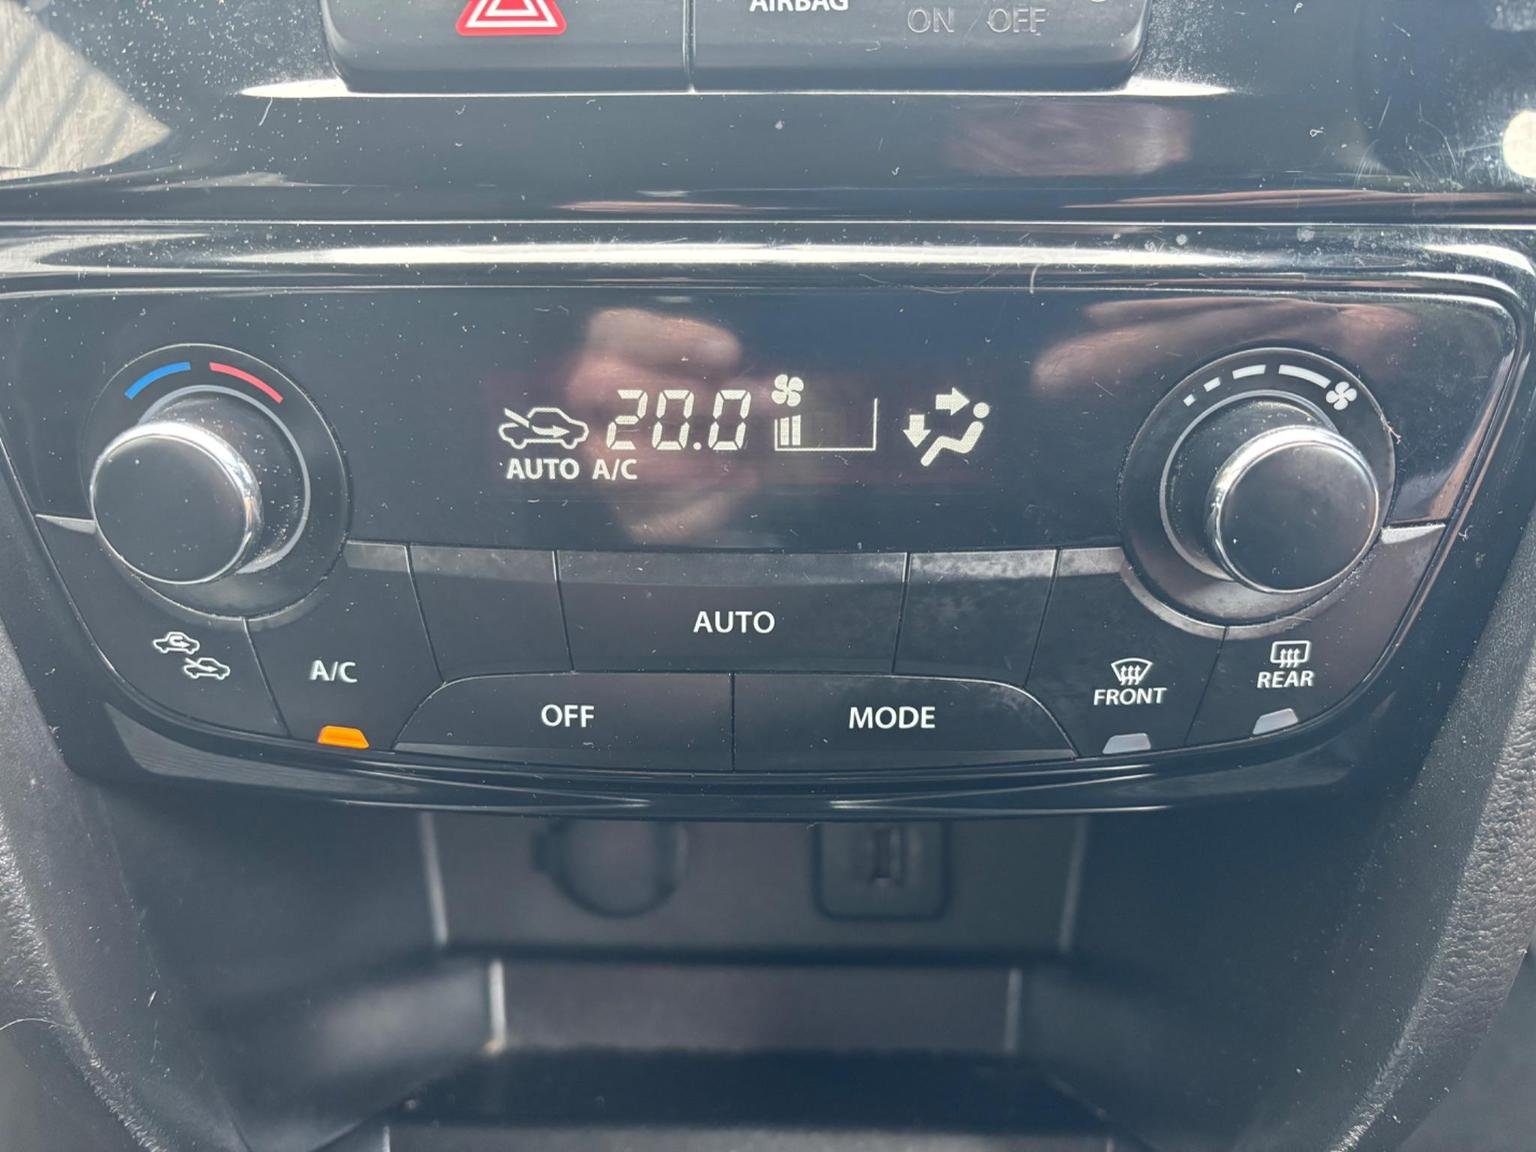 AIRBAG
ON OFF
20.0
AUTO A/C
AUTO
A/C
OFF
MODE
FRONT
REAR